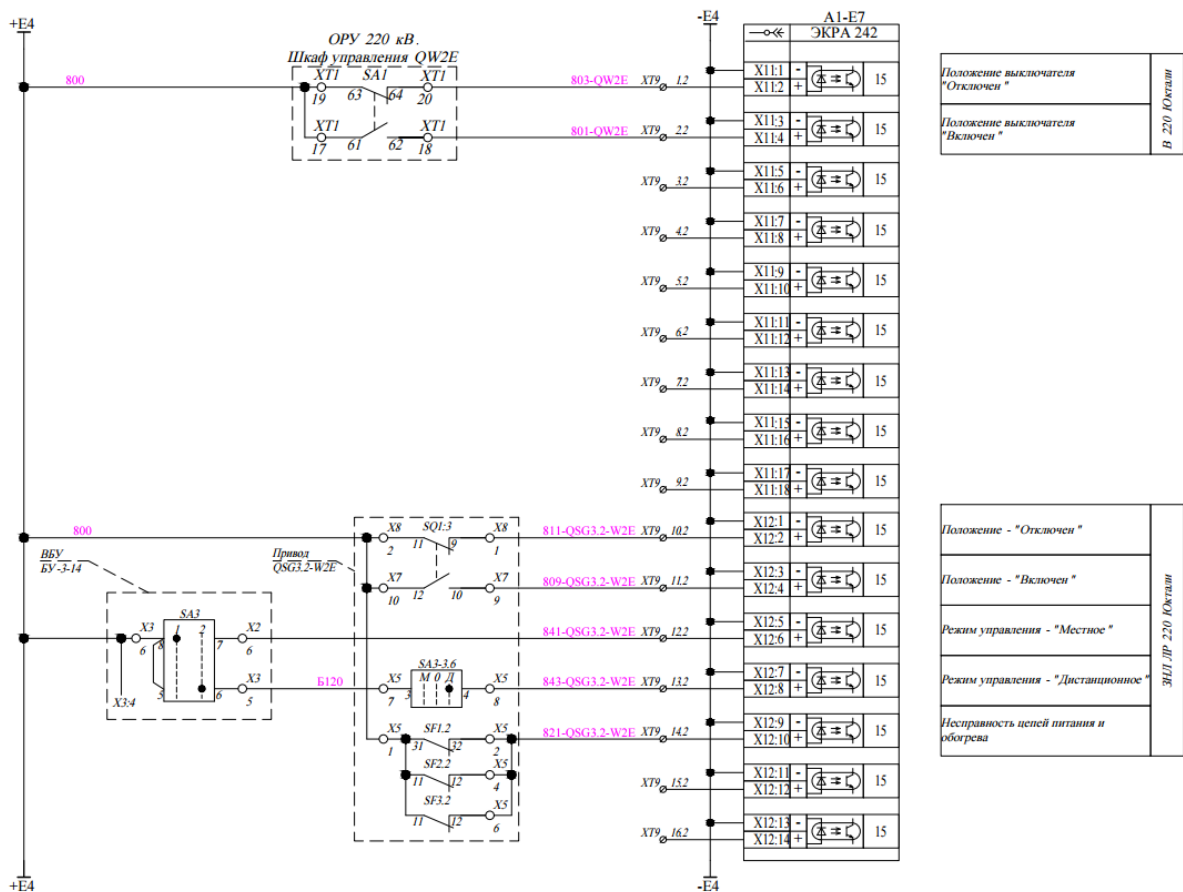 +E4
-E4
A1-E7
ЭКРА 242
ОРУ 220 кВ.
Шкаф управления QW2E
800
XT1 SA1 XT1
19 63 64 20
803-QW2E XT9 1,2
X11:1 - 15
X11:2 +
Положение выключателя
"Отключен"
XT1 XT1
17 61 62 18
801-QW2E XT9 2,2
X11:3 - 15
X11:4 +
Положение выключателя
"Включен"
В 220 Юктали
XT9 3,2
X11:5 - 15
X11:6 +
XT9 4,2
X11:7 - 15
X11:8 +
XT9 5,2
X11:9 - 15
X11:10 +
XT9 6,2
X11:11 - 15
X11:12 +
XT9 7,2
X11:13 - 15
X11:14 +
XT9 8,2
X11:15 - 15
X11:16 +
XT9 9,2
X11:17 - 15
X11:18 +
800
ВБУ
БУ-3-14
Привод
QSG3.2-W2E
X8 SQ1:3 X8
2 11 9 1
811-QSG3.2-W2E XT9 10,2
X12:1 - 15
X12:2 +
Положение - "Отключен"
X7 X7
10 12 10 9
809-QSG3.2-W2E XT9 11,2
X12:3 - 15
X12:4 +
Положение - "Включен"
SA3
X3 1 2 X2
6 8 7 6
841-QSG3.2-W2E XT9 12,2
X12:5 - 15
X12:6 +
Режим управления - "Местное"
X3:4
5 6 X3
5
Б120
SA3-3.6
X5 М 0 Д X5
7 3 4 8
843-QSG3.2-W2E XT9 13,2
X12:7 - 15
X12:8 +
Режим управления - "Дистанционное"
X5 SF1.2 X5
1 31 32 2
821-QSG3.2-W2E XT9 14,2
X12:9 - 15
X12:10 +
Несправность цепей питания и
обогрева
ЗНЛ ЛР 220 Юктали
SF2.2 X5
11 12 4
XT9 15,2
X12:11 - 15
X12:12 +
SF3.2 X5
11 12 6
XT9 16,2
X12:13 - 15
X12:14 +
+E4
-E4